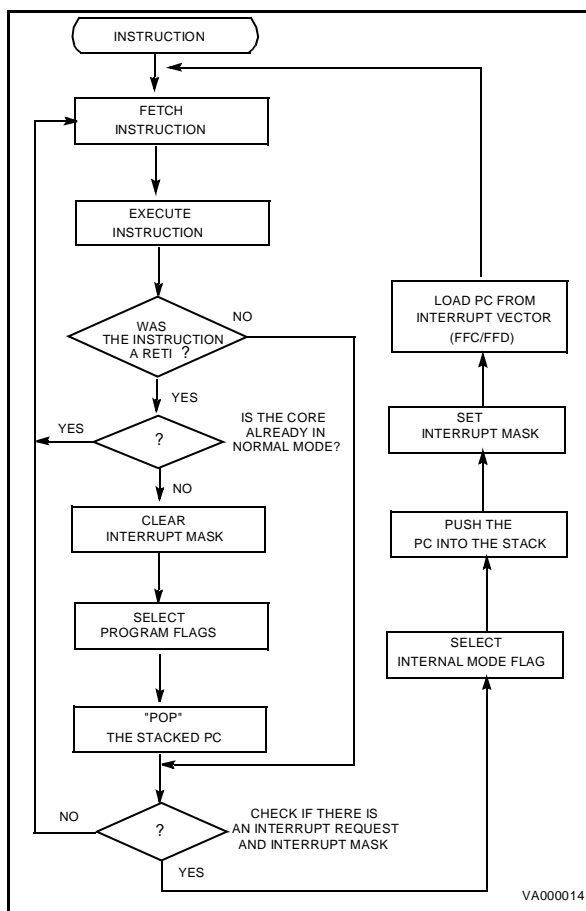 INSTRUCTION
FETCH
INSTRUCTION
EXECUTE
INSTRUCTION
WAS
THE INSTRUCTION
A RETI ?
NO
YES
?
IS THE CORE
ALREADY IN
NORMAL MODE?
YES
NO
CLEAR
INTERRUPT MASK
SELECT
PROGRAM FLAGS
"POP"
THE STACKED PC
?
CHECK IF THERE IS
AN INTERRUPT REQUEST
AND INTERRUPT MASK
NO
YES
SELECT
INTERNAL MODE FLAG
PUSH THE
PC INTO THE STACK
SET
INTERRUPT MASK
LOAD PC FROM
INTERRUPT VECTOR
(FFC/FFD)
VA000014